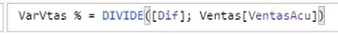 VarVtas % = DIVIDE([Dif]; Ventas[VentasAcu])